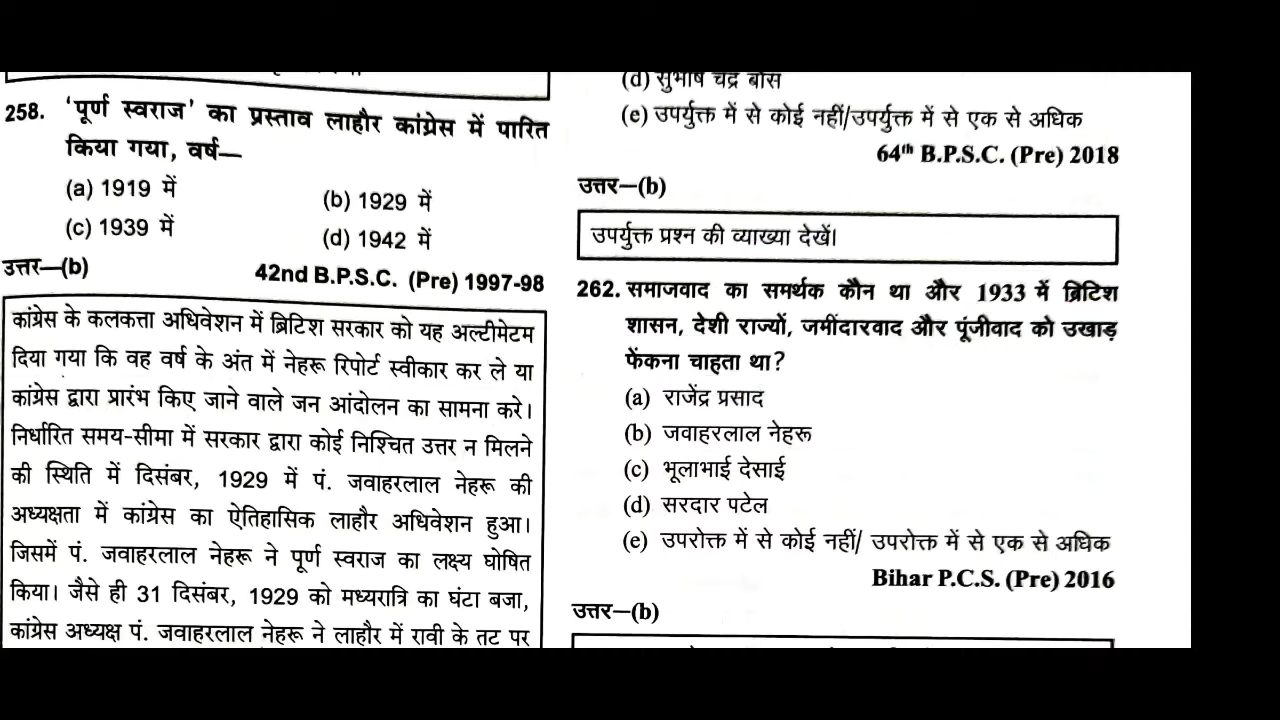 258. 'पूर्ण स्वराज' का प्रस्ताव लाहौर कांग्रेस में पारित
किया गया, वर्ष—
(a) 1919 में
(b) 1929 में
(c) 1939 में
(d) 1942 में
उत्तर—(b)
42nd B.P.S.C. (Pre) 1997-98
कांग्रेस के कलकत्ता अधिवेशन में ब्रिटिश सरकार को यह अल्टीमेटम
दिया गया कि वह वर्ष के अंत में नेहरू रिपोर्ट स्वीकार कर ले या
कांग्रेस द्वारा प्रारंभ किए जाने वाले जन आंदोलन का सामना करे।
निर्धारित समय-सीमा में सरकार द्वारा कोई निश्चित उत्तर न मिलने
की स्थिति में दिसंबर, 1929 में पं. जवाहरलाल नेहरू की
अध्यक्षता में कांग्रेस का ऐतिहासिक लाहौर अधिवेशन हुआ।
जिसमें पं. जवाहरलाल नेहरू ने पूर्ण स्वराज का लक्ष्य घोषित
किया। जैसे ही 31 दिसंबर, 1929 को मध्यरात्रि का घंटा बजा,
कांग्रेस अध्यक्ष पं. जवाहरलाल नेहरू ने लाहौर में रावी के तट पर
(d) सुभाष चंद्र बोस
(e) उपर्युक्त में से कोई नहीं/उपर्युक्त में से एक से अधिक
64th B.P.S.C. (Pre) 2018
उत्तर—(b)
उपर्युक्त प्रश्न की व्याख्या देखें।
262. समाजवाद का समर्थक कौन था और 1933 में ब्रिटिश
शासन, देशी राज्यों, जमींदारवाद और पूंजीवाद को उखाड़
फेंकना चाहता था?
(a) राजेंद्र प्रसाद
(b) जवाहरलाल नेहरू
(c) भूलाभाई देसाई
(d) सरदार पटेल
(e) उपरोक्त में से कोई नहीं/ उपरोक्त में से एक से अधिक
Bihar P.C.S. (Pre) 2016
उत्तर—(b)